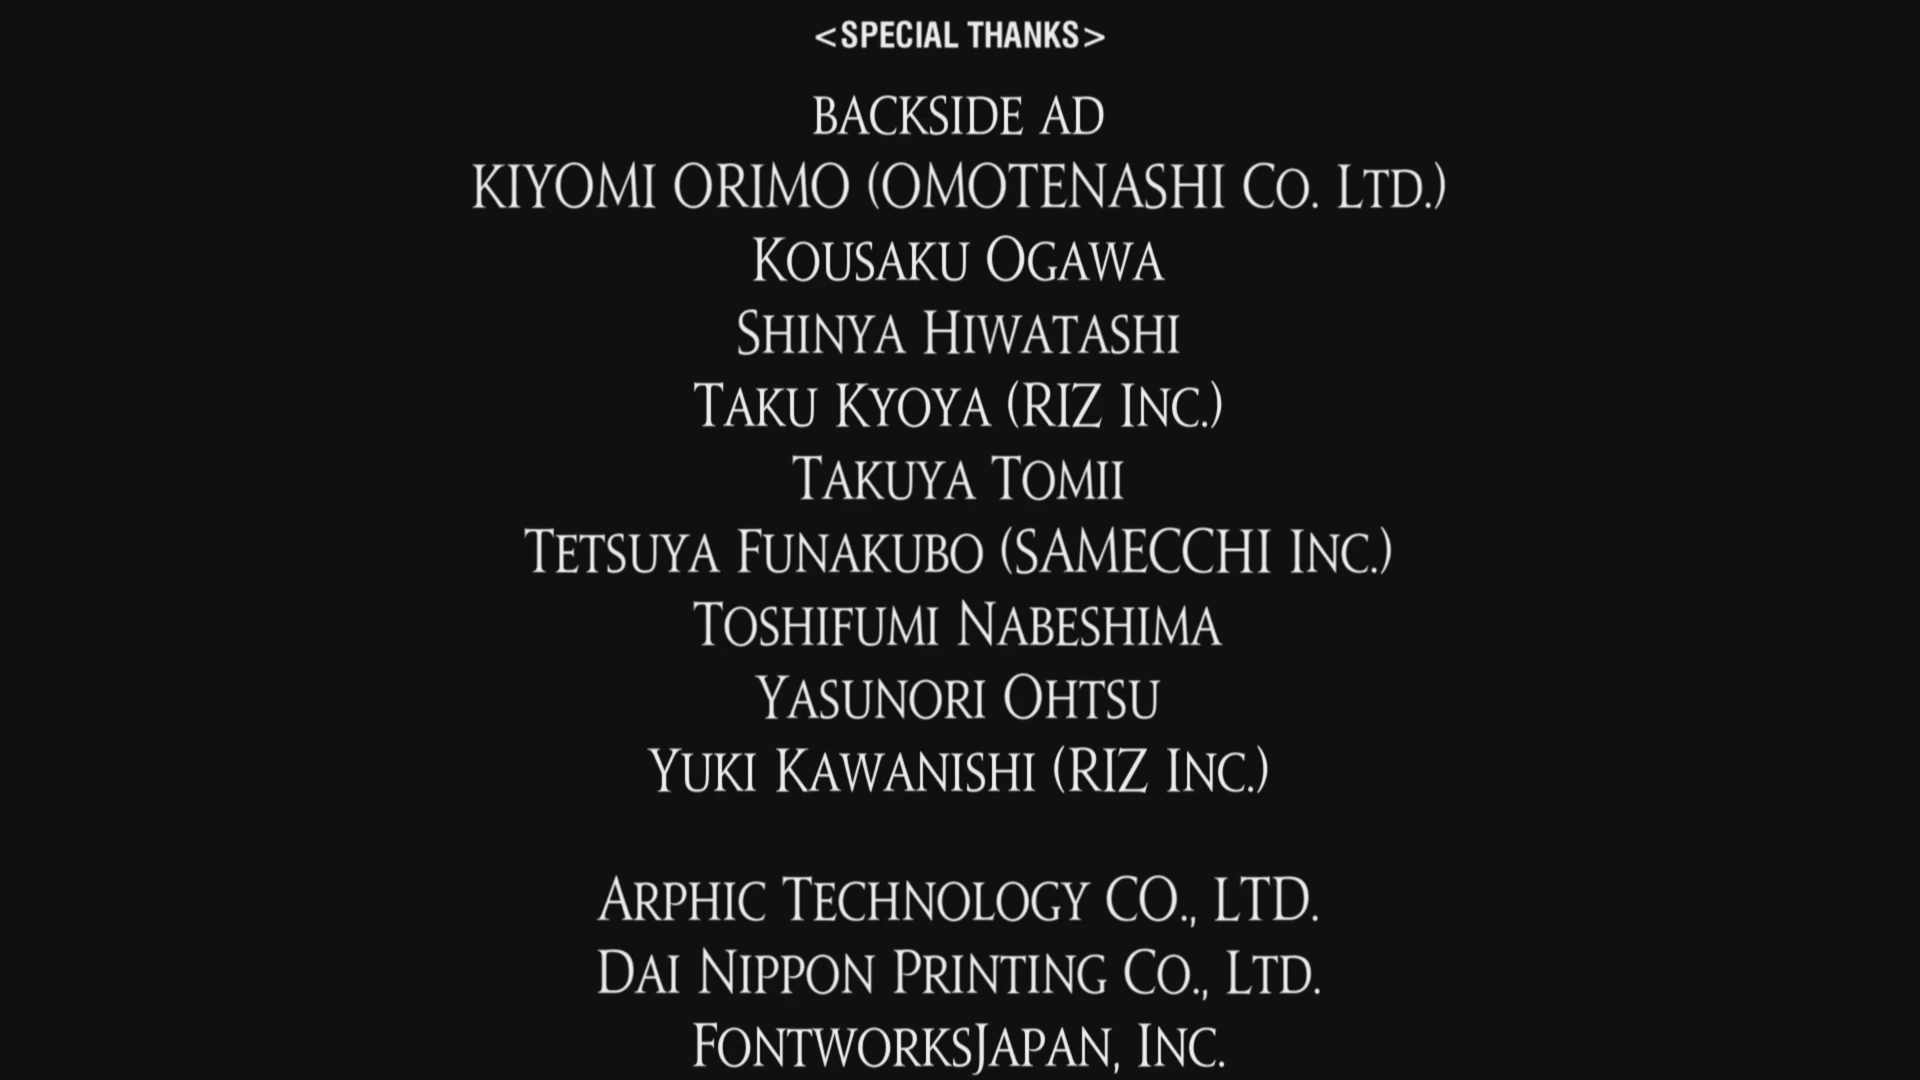 <SPECIAL THANKS>
BACKSIDE AD
KIYOMI ORIMO (OMOTENASHI CO. LTD.)
KOUSAKU OGAWA
SHINYA HIWATASHI
TAKU KYOYA (RIZ INC.)
TAKUYA TOMII
TETSUYA FUNAKUBO (SAMECCHI INC.)
TOSHIFUMI NABESHIMA
YASUNORI OHTSU
YUKI KAWANISHI (RIZ INC.)
ARPHIC TECHNOLOGY CO., LTD.
DAI NIPPON PRINTING CO., LTD.
FONTWORKSJAPAN, INC.